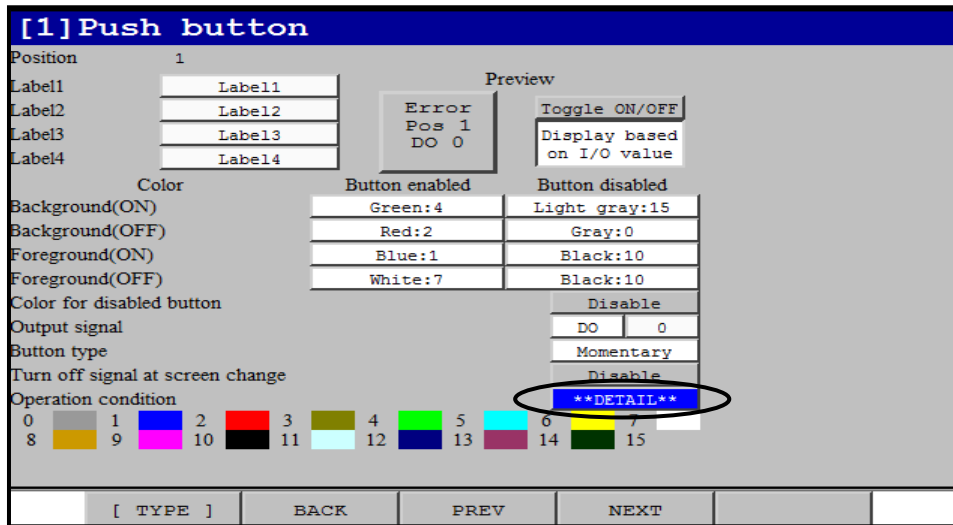 [1]Push button
Position 1
Preview
Label1 Label1
Label2 Label2
Label3 Label3
Label4 Label4
Error
Pos 1
DO 0
Toggle ON/OFF
Display based
on I/O value
Color Button enabled Button disabled
Background(ON) Green:4 Light gray:15
Background(OFF) Red:2 Gray:0
Foreground(ON) Blue:1 Black:10
Foreground(OFF) White:7 Black:10
Color for disabled button Disable
Output signal DO 0
Button type Momentary
Turn off signal at screen change Disable
Operation condition **DETAIL**
0 1 2 3 4 5 6 7
8 9 10 11 12 13 14 15
[ TYPE ] BACK PREV NEXT